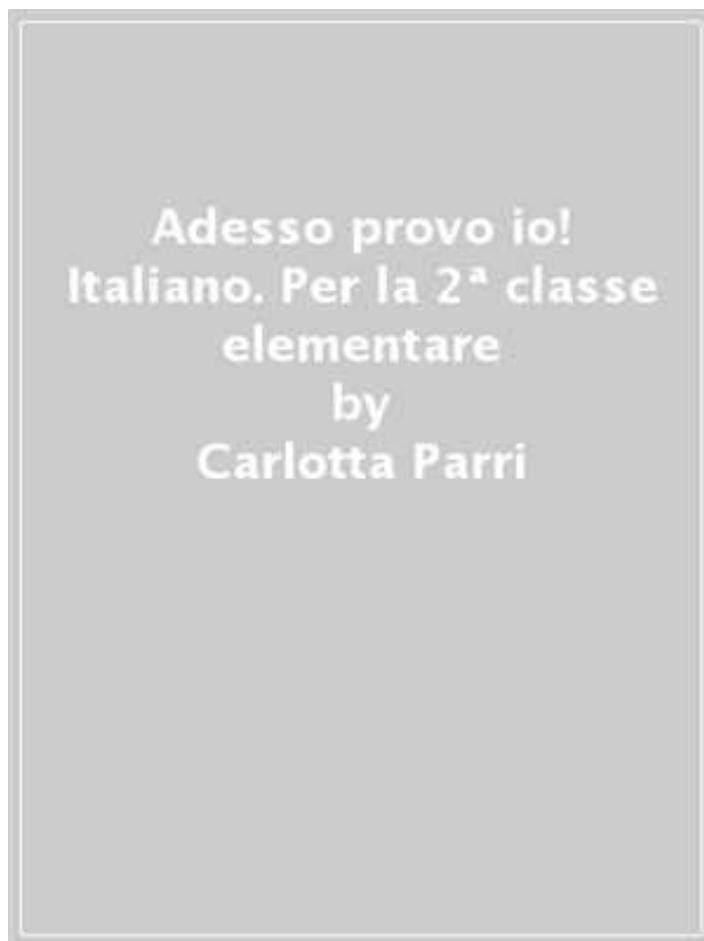 Adesso provo io!
Italiano. Per la 2ª classe
elementare
by
Carlotta Parri